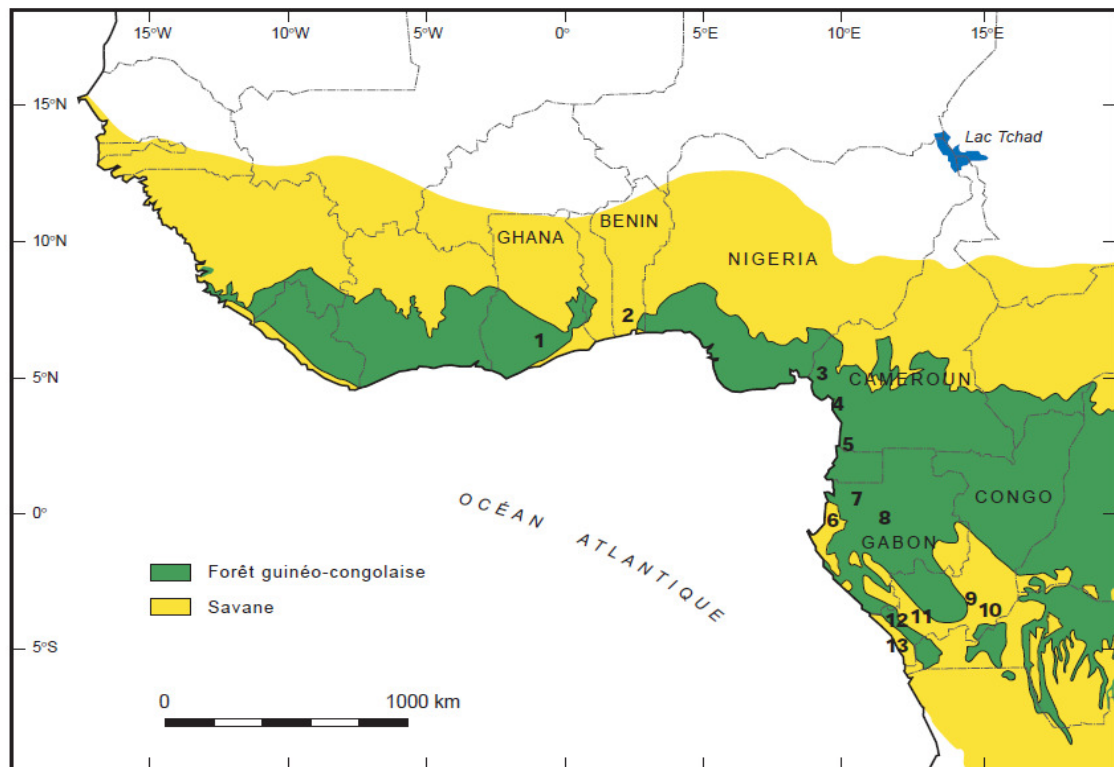 15°W 10°W 5°W 0° 5°E 10°E 15°E
15°N
Lac Tchad
10°N
GHANA
BENIN
NIGERIA
2
1
5°N
3
CAMEROUN
4
5
OCÉAN ATLANTIQUE
CONGO
7
0°
6
8
GABON
Forêt guinéo-congolaise
Savane
9
10
11
12
13
5°S
0 1000 km